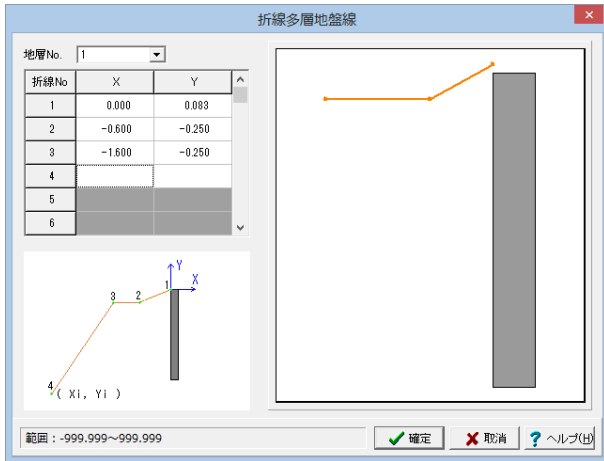 折線多層地盤線
×
地層No. 1
折線No X Y
1 0.000 0.083
2 -0.600 -0.250
3 -1.600 -0.250
4
5
6
Y
X
1
3 2
4
( Xi, Yi )
範囲:-999.999～999.999
確定 取消 ヘルプ(H)